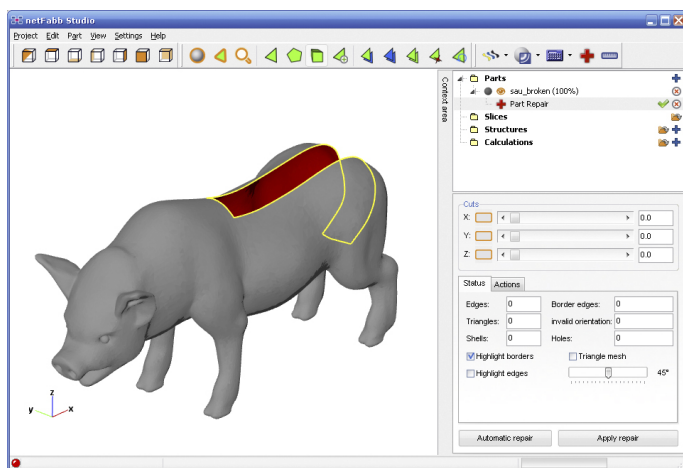 netFabb Studio
Project Edit Part View Settings Help
Context area
Parts
sau_broken (100%)
Part Repair
Slices
Structures
Calculations
Cuts
X: 0.0
Y: 0.0
Z: 0.0
Status Actions
Edges: 0 Border edges: 0
Triangles: 0 invalid orientation: 0
Shells: 0 Holes: 0
Highlight borders Triangle mesh
Highlight edges 45°
Automatic repair Apply repair
z
y x